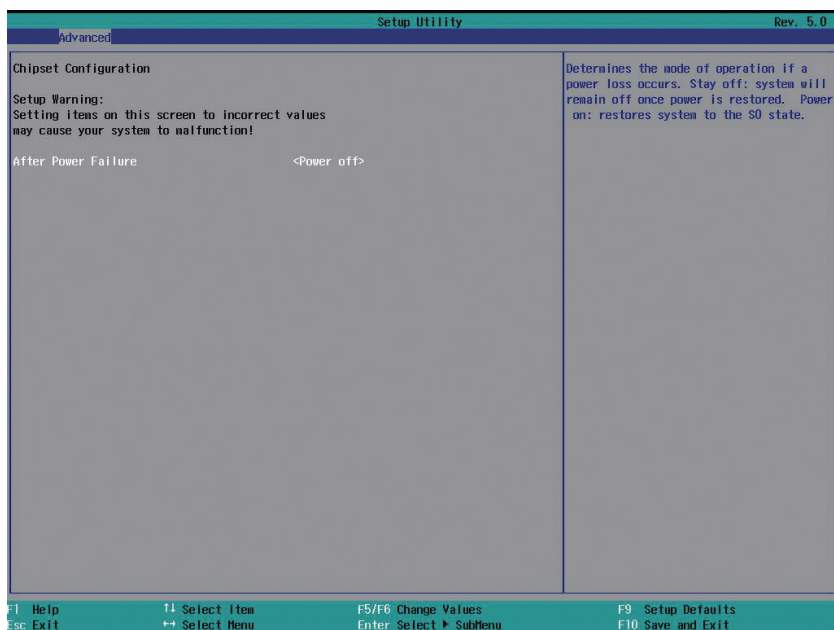 Setup Utility Rev. 5.0
Advanced
Chipset Configuration
Setup Warning:
Setting items on this screen to incorrect values
may cause your system to malfunction!
After Power Failure <Power off>
Determines the mode of operation if a
power loss occurs. Stay off: system will
remain off once power is restored. Power
on: restores system to the S0 state.
F1 Help ↑↓ Select Item F5/F6 Change Values F9 Setup Defaults
Esc Exit ←→ Select Menu Enter Select ▶ SubMenu F10 Save and Exit